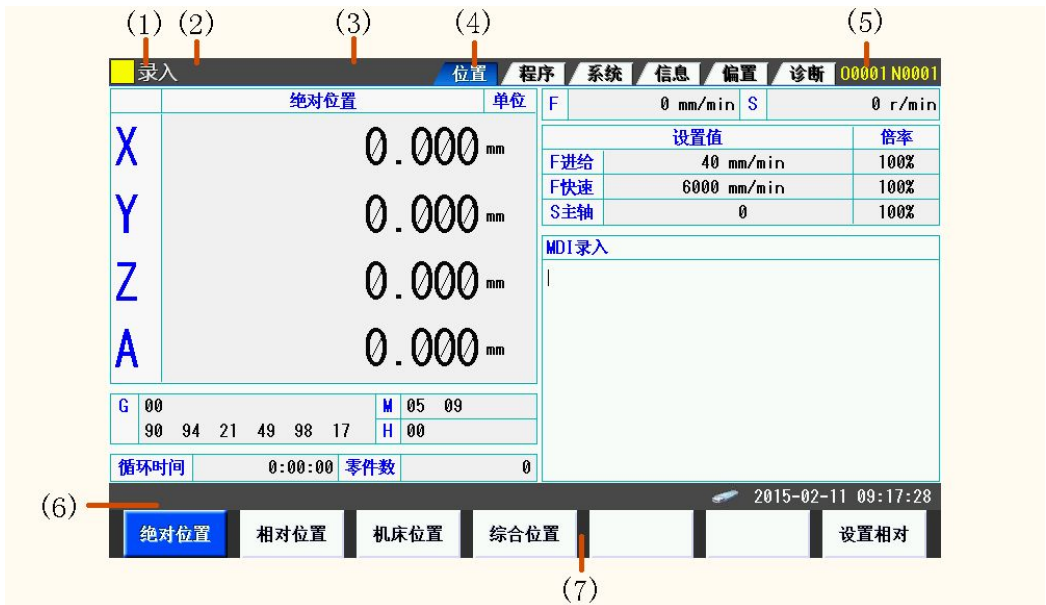 (1) (2) (3) (4) (5)
录入 位置 程序 系统 信息 偏置 诊断 O0001 N0001
绝对位置 单位 F 0 mm/min S 0 r/min
设置值 倍率
X 0.000 mm F进给 40 mm/min 100%
F快速 6000 mm/min 100%
Y 0.000 mm S主轴 0 100%
MDI录入
Z 0.000 mm
A 0.000 mm
G 00 M 05 09
90 94 21 49 98 17 H 00
循环时间 0:00:00 零件数 0
2015-02-11 09:17:28
(6)
绝对位置 相对位置 机床位置 综合位置 设置相对
(7)